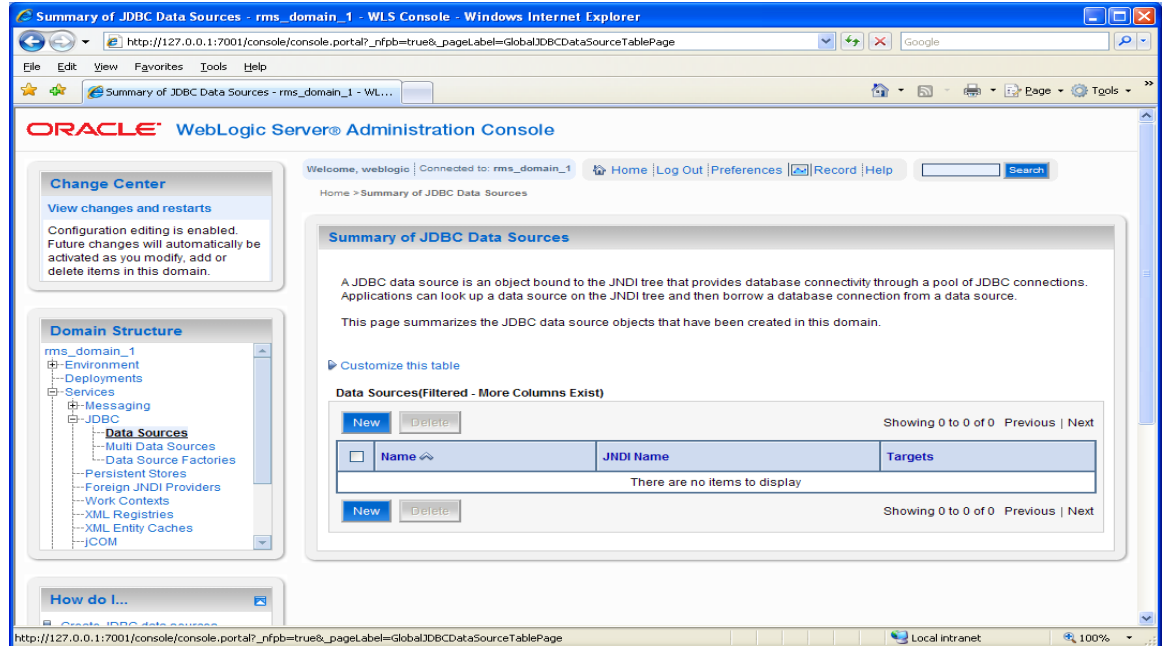 Summary of JDBC Data Sources - rms_domain_1 - WLS Console - Windows Internet Explorer
http://127.0.0.1:7001/console/console.portal?_nfpb=true&_pageLabel=GlobalJDBCDataSourceTablePage
Google
File Edit View Favorites Tools Help
Summary of JDBC Data Sources - rms_domain_1 - WL...
Page Tools
ORACLE WebLogic Server® Administration Console
Change Center
View changes and restarts
Configuration editing is enabled.
Future changes will automatically be
activated as you modify, add or
delete items in this domain.
Domain Structure
rms_domain_1
Environment
Deployments
Services
Messaging
JDBC
Data Sources
Multi Data Sources
Data Source Factories
Persistent Stores
Foreign JNDI Providers
Work Contexts
XML Registries
XML Entity Caches
jCOM
How do I...
Create JDBC data sources
Welcome, weblogic Connected to: rms_domain_1 Home Log Out Preferences Record Help Search
Home >Summary of JDBC Data Sources
Summary of JDBC Data Sources
A JDBC data source is an object bound to the JNDI tree that provides database connectivity through a pool of JDBC connections.
Applications can look up a data source on the JNDI tree and then borrow a database connection from a data source.
This page summarizes the JDBC data source objects that have been created in this domain.
Customize this table
Data Sources(Filtered - More Columns Exist)
New Delete Showing 0 to 0 of 0 Previous | Next
Name JNDI Name Targets
There are no items to display
New Delete Showing 0 to 0 of 0 Previous | Next
http://127.0.0.1:7001/console/console.portal?_nfpb=true&_pageLabel=GlobalJDBCDataSourceTablePage
Local intranet
100%